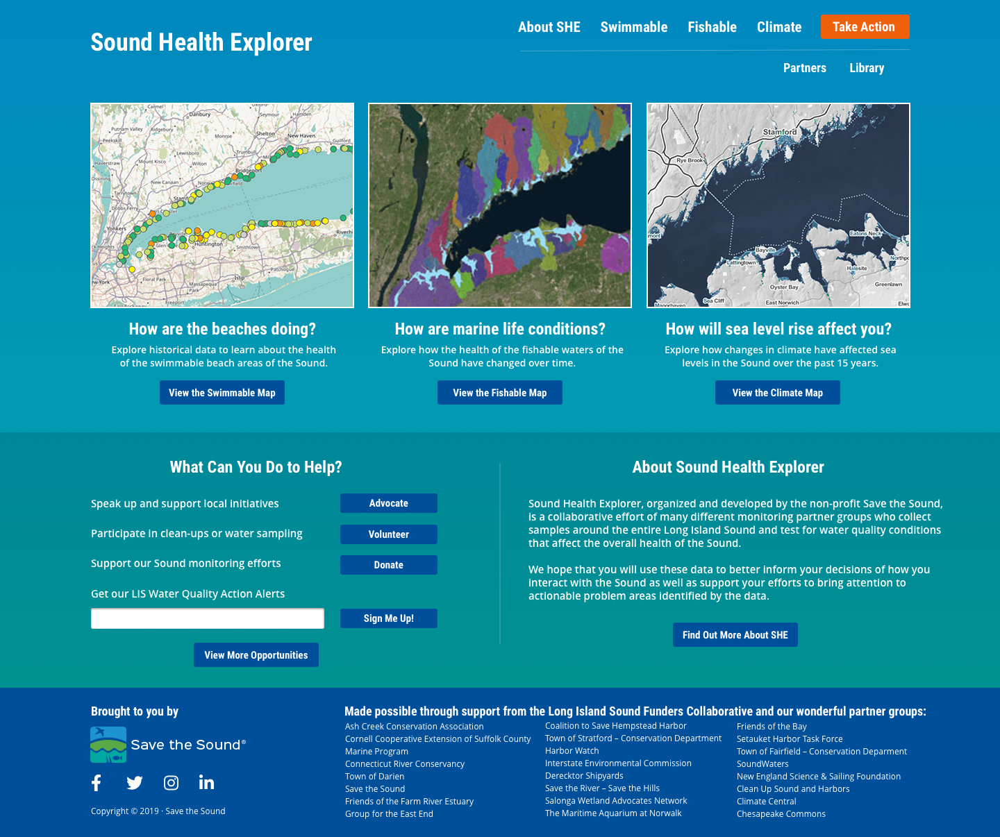 Sound Health Explorer
About SHE Swimmable Fishable Climate Take Action
Partners Library
Carmel
Danbury
Oxford
Seymour
Hamden
Putnam Valley
Ridgebury
Peekskill
Monroe
Shelton
New Haven
Guilford
Lewisboro
Trumbull
Haverstraw
Mount Kisco
Wilton
Bridgeport
Ossining
New Canaan
Tarrytown
Dobbs Ferry
Yonkers
Huntington
Smithtown
Floral Park
Massapequa
Park
Islip
Patchogue
Freeport
Stamford
Rye Brook
Eatons Neck
Bayville
Lattingtown
Halesite
Oyster Bay
Greenlawn
Sea Cliff
East Norwich
How are the beaches doing?
Explore historical data to learn about the health
of the swimmable beach areas of the Sound.
View the Swimmable Map
How are marine life conditions?
Explore how the health of the fishable waters of the
Sound have changed over time.
View the Fishable Map
How will sea level rise affect you?
Explore how changes in climate have affected sea
levels in the Sound over the past 15 years.
View the Climate Map
What Can You Do to Help?
Speak up and support local initiatives
Advocate
Participate in clean-ups or water sampling
Volunteer
Support our Sound monitoring efforts
Donate
Get our LIS Water Quality Action Alerts
Sign Me Up!
View More Opportunities
About Sound Health Explorer
Sound Health Explorer, organized and developed by the non-profit Save the Sound,
is a collaborative effort of many different monitoring partner groups who collect
samples around the entire Long Island Sound and test for water quality conditions
that affect the overall health of the Sound.
We hope that you will use these data to better inform your decisions of how you
interact with the Sound as well as support your efforts to bring attention to
actionable problem areas identified by the data.
Find Out More About SHE
Brought to you by
Save the Sound®
Copyright © 2019 · Save the Sound
Made possible through support from the Long Island Sound Funders Collaborative and our wonderful partner groups:
Ash Creek Conservation Association
Cornell Cooperative Extension of Suffolk County
Marine Program
Connecticut River Conservancy
Town of Darien
Save the Sound
Friends of the Farm River Estuary
Group for the East End
Coalition to Save Hempstead Harbor
Town of Stratford – Conservation Department
Harbor Watch
Interstate Environmental Commission
Derecktor Shipyards
Save the River – Save the Hills
Salonga Wetland Advocates Network
The Maritime Aquarium at Norwalk
Friends of the Bay
Setauket Harbor Task Force
Town of Fairfield – Conservation Deparment
SoundWaters
New England Science & Sailing Foundation
Clean Up Sound and Harbors
Climate Central
Chesapeake Commons